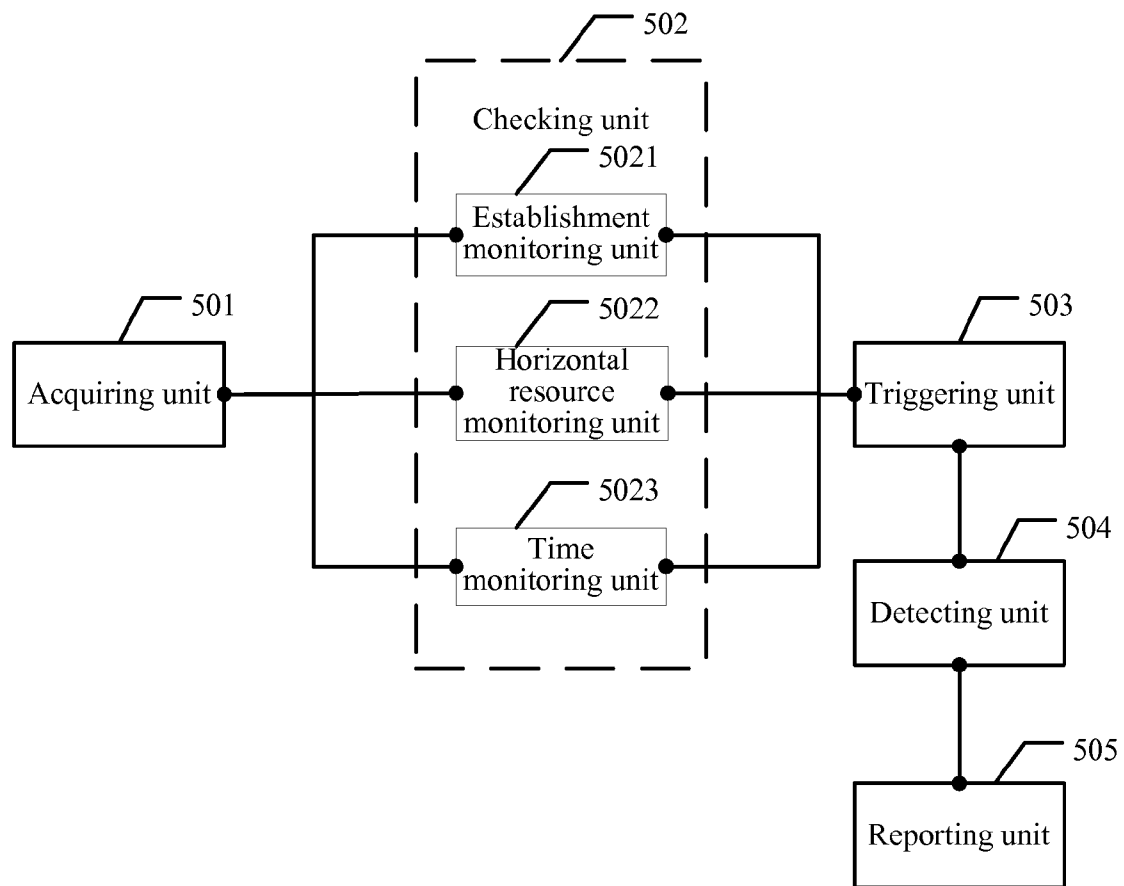 502
Checking unit
5021
Establishment
monitoring unit
501
Acquiring unit
5022
Horizontal
resource
monitoring unit
503
Triggering unit
5023
Time
monitoring unit
504
Detecting unit
505
Reporting unit